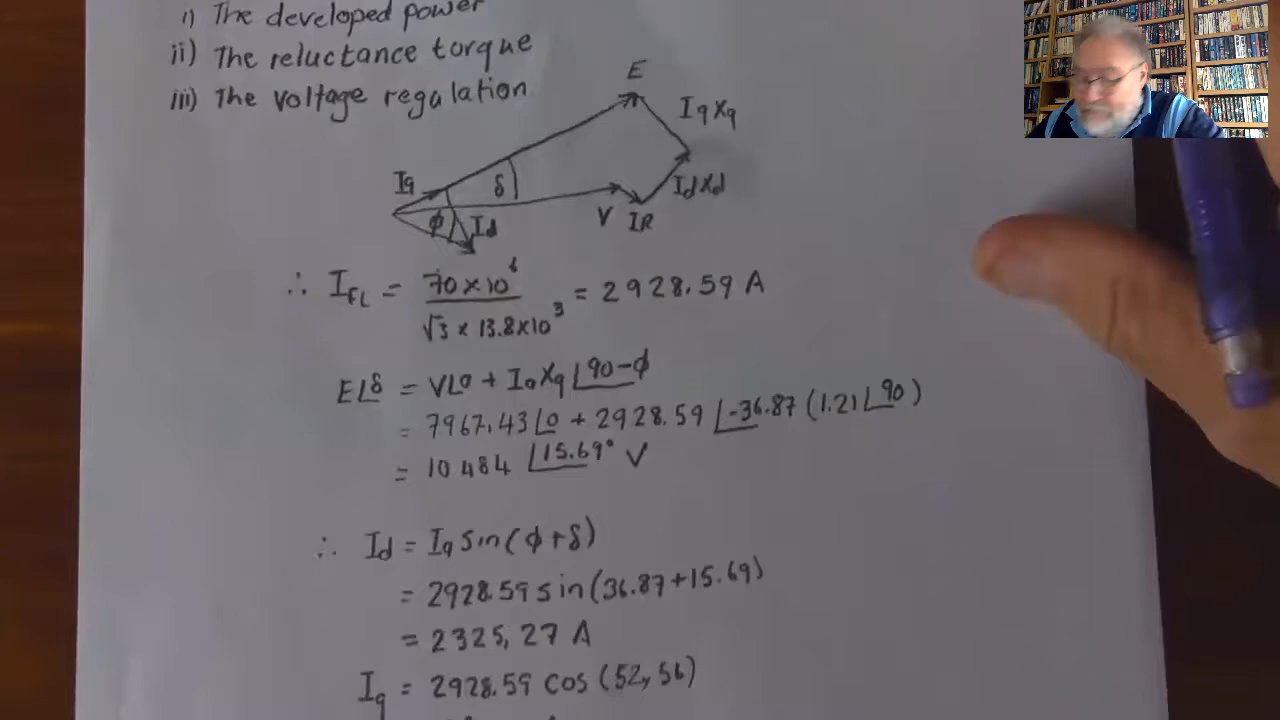 i) The developed power
ii) The reluctance torque
iii) The voltage regulation
E
IqXq
Iq
δ
IdXd
ϕ
Id
V
IR
∴ IFL = 70×10⁶ / √3 × 13.8×10³ = 2928.59 A
E∠δ = V∠0 + IaXq∠90-ϕ
= 7967.43∠0 + 2928.59∠-36.87(1.21∠90)
= 10 484∠15.69° V
∴ Id = Ia sin(ϕ+δ)
= 2928.59 sin(36.87+15.69)
= 2325,27 A
Iq = 2928.59 cos(52,56)